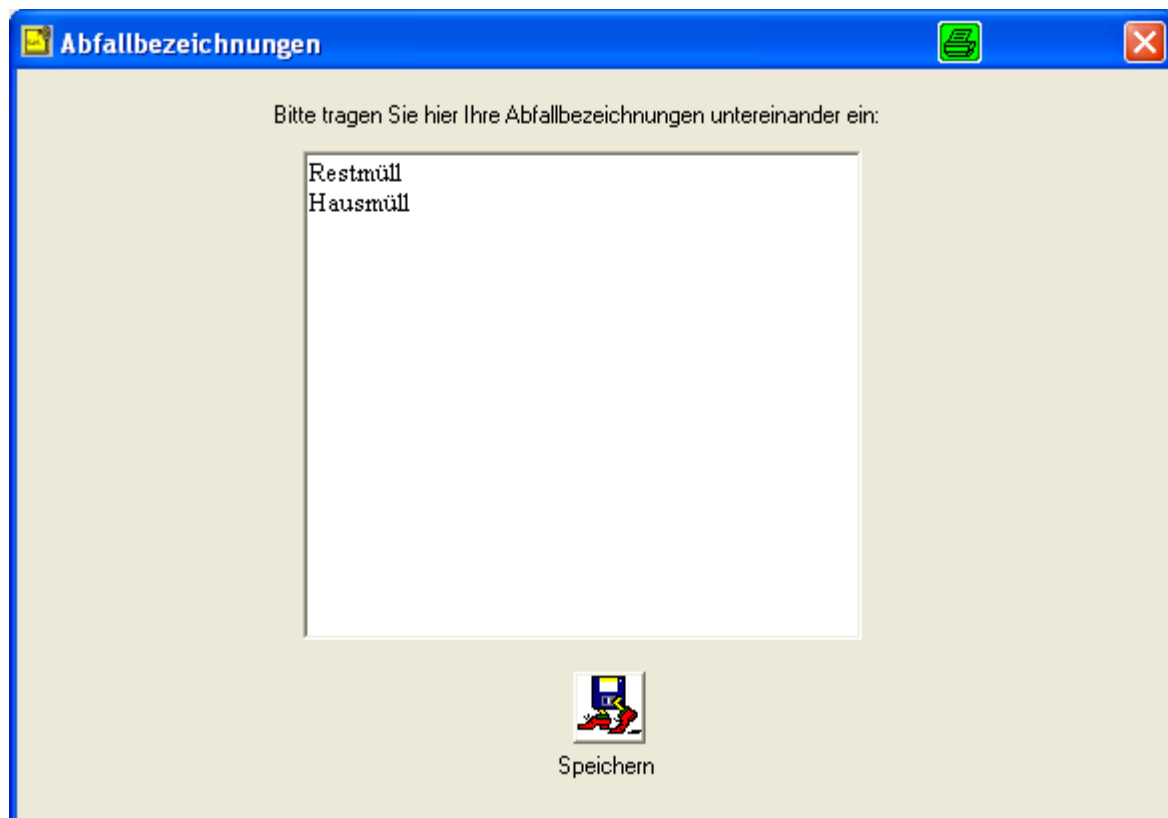 Abfallbezeichnungen
Bitte tragen Sie hier Ihre Abfallbezeichnungen untereinander ein:
Restmüll
Hausmüll
Speichern